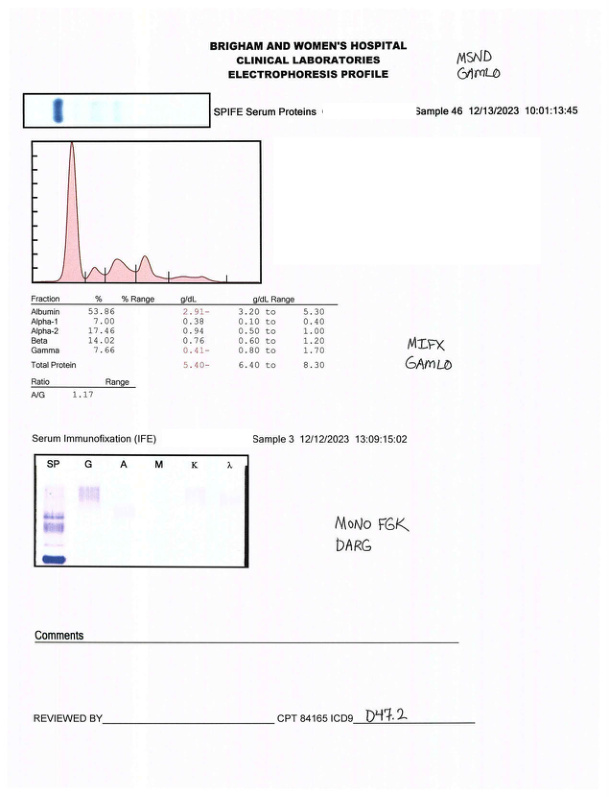 BRIGHAM AND WOMEN'S HOSPITAL
CLINICAL LABORATORIES
ELECTROPHORESIS PROFILE
MSND
GAMLO
SPIFE Serum Proteins Sample 46 12/13/2023 10:01:13:45
Fraction % % Range g/dL g/dL Range
Albumin 53.86 2.91- 3.20 to 5.30
Alpha-1 7.00 0.38 0.10 to 0.40
Alpha-2 17.46 0.94 0.50 to 1.00
Beta 14.02 0.76 0.60 to 1.20
Gamma 7.66 0.41- 0.80 to 1.70
Total Protein 5.40- 6.40 to 8.30
Ratio Range
A/G 1.17
MIFX
GAMLO
Serum Immunofixation (IFE) Sample 3 12/12/2023 13:09:15:02
SP G A M K λ
MONO FGK
DARG
Comments
REVIEWED BY CPT 84165 ICD9 D47.2